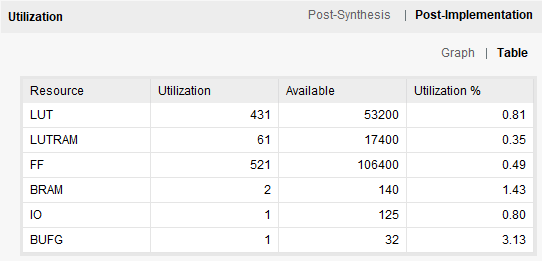 Utilization Post-Synthesis | Post-Implementation
Graph | Table
Resource Utilization Available Utilization %
LUT 431 53200 0.81
LUTRAM 61 17400 0.35
FF 521 106400 0.49
BRAM 2 140 1.43
IO 1 125 0.80
BUFG 1 32 3.13